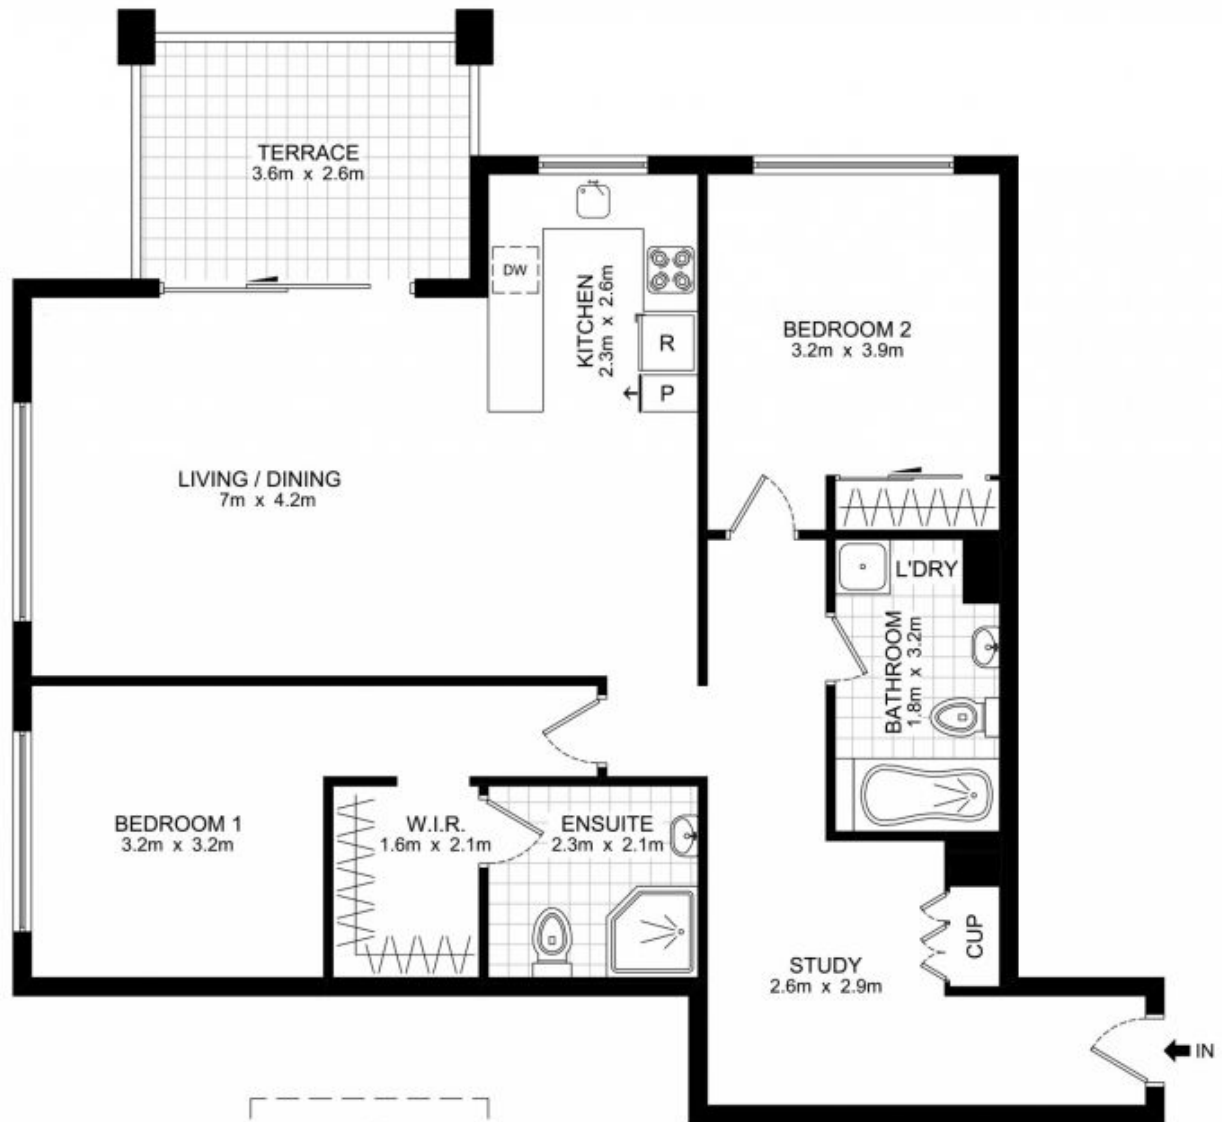 TERRACE
3.6m x 2.6m
DW
KITCHEN
2.3m x 2.6m
R
P
BEDROOM 2
3.2m x 3.9m
LIVING / DINING
7m x 4.2m
L'DRY
BATHROOM
1.8m x 3.2m
BEDROOM 1
3.2m x 3.2m
W.I.R.
1.6m x 2.1m
ENSUITE
2.3m x 2.1m
CUP
STUDY
2.6m x 2.9m
IN